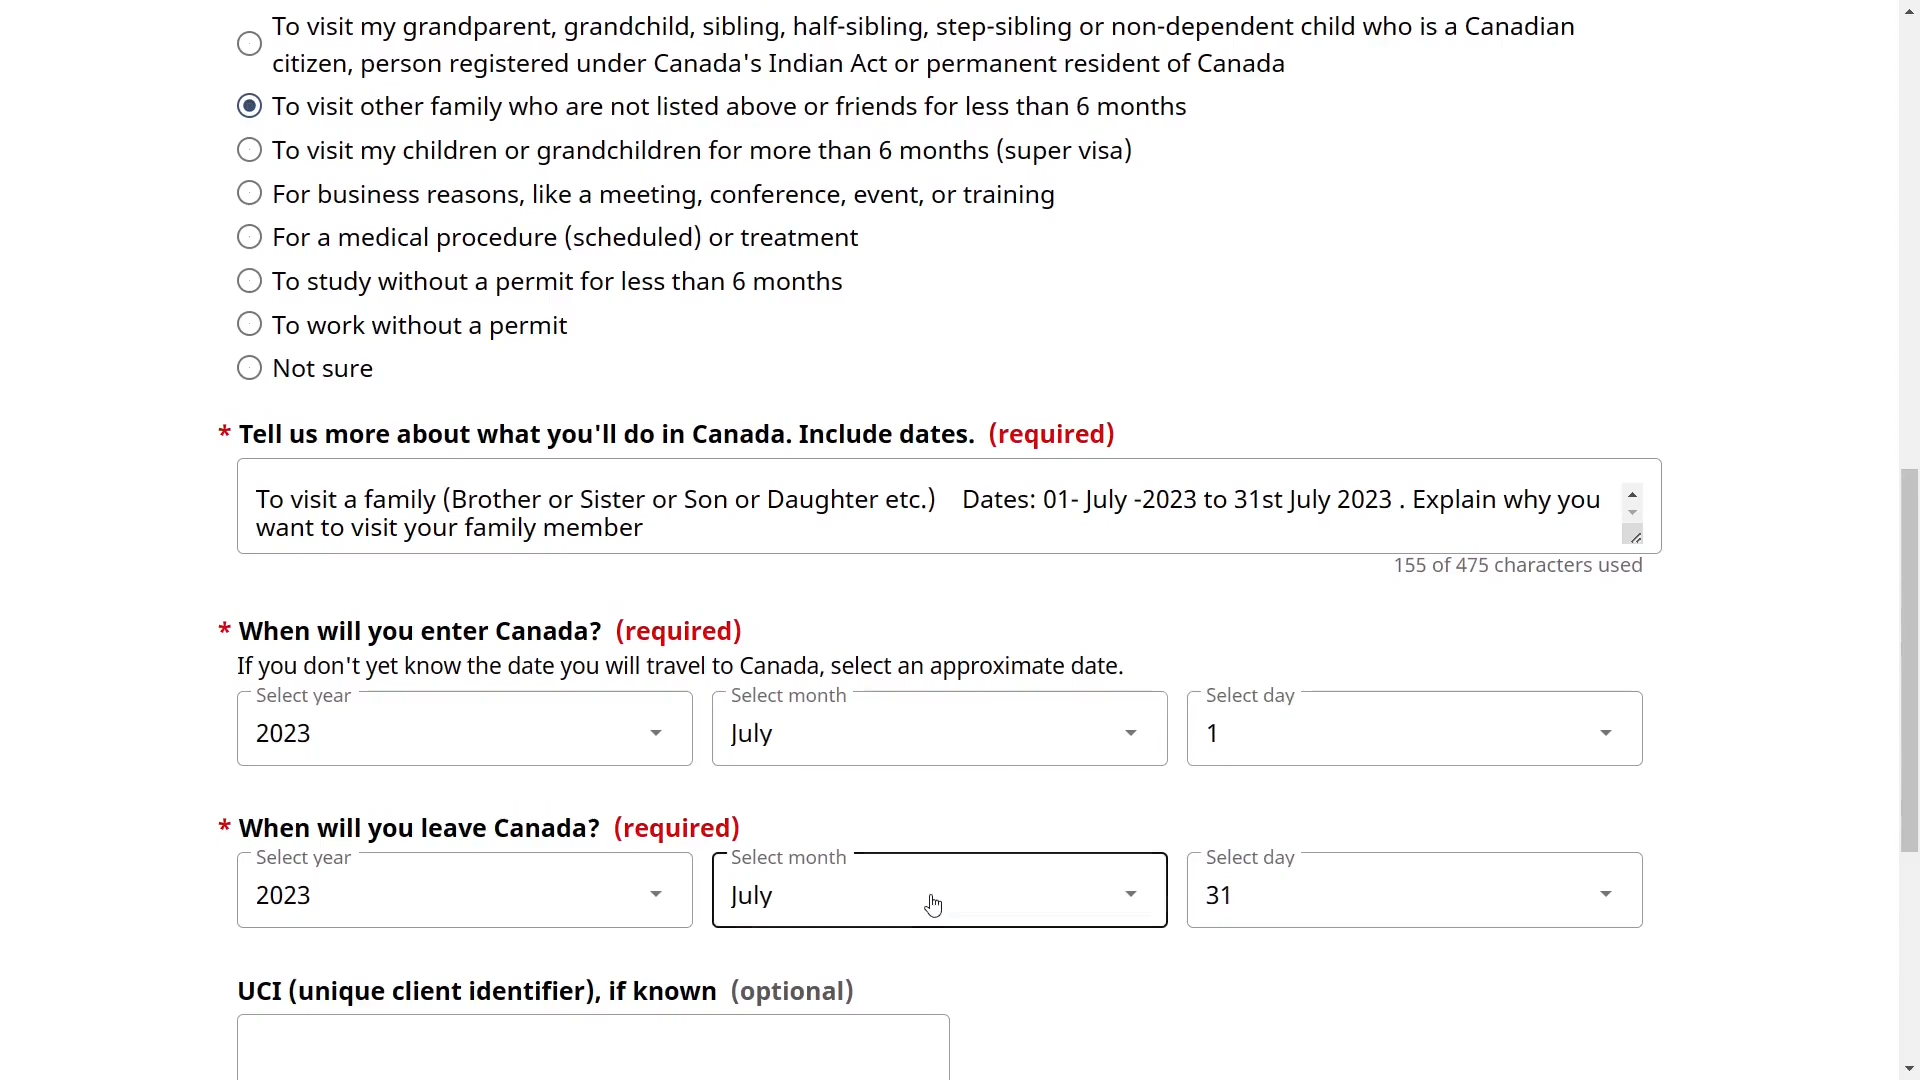 To visit my grandparent, grandchild, sibling, half-sibling, step-sibling or non-dependent child who is a Canadian
citizen, person registered under Canada's Indian Act or permanent resident of Canada
To visit other family who are not listed above or friends for less than 6 months
To visit my children or grandchildren for more than 6 months (super visa)
For business reasons, like a meeting, conference, event, or training
For a medical procedure (scheduled) or treatment
To study without a permit for less than 6 months
To work without a permit
Not sure
* Tell us more about what you'll do in Canada. Include dates. (required)
To visit a family (Brother or Sister or Son or Daughter etc.) Dates: 01- July -2023 to 31st July 2023 . Explain why you
want to visit your family member
155 of 475 characters used
* When will you enter Canada? (required)
If you don't yet know the date you will travel to Canada, select an approximate date.
Select year Select month Select day
2023 July 1
* When will you leave Canada? (required)
Select year Select month Select day
2023 July 31
UCI (unique client identifier), if known (optional)